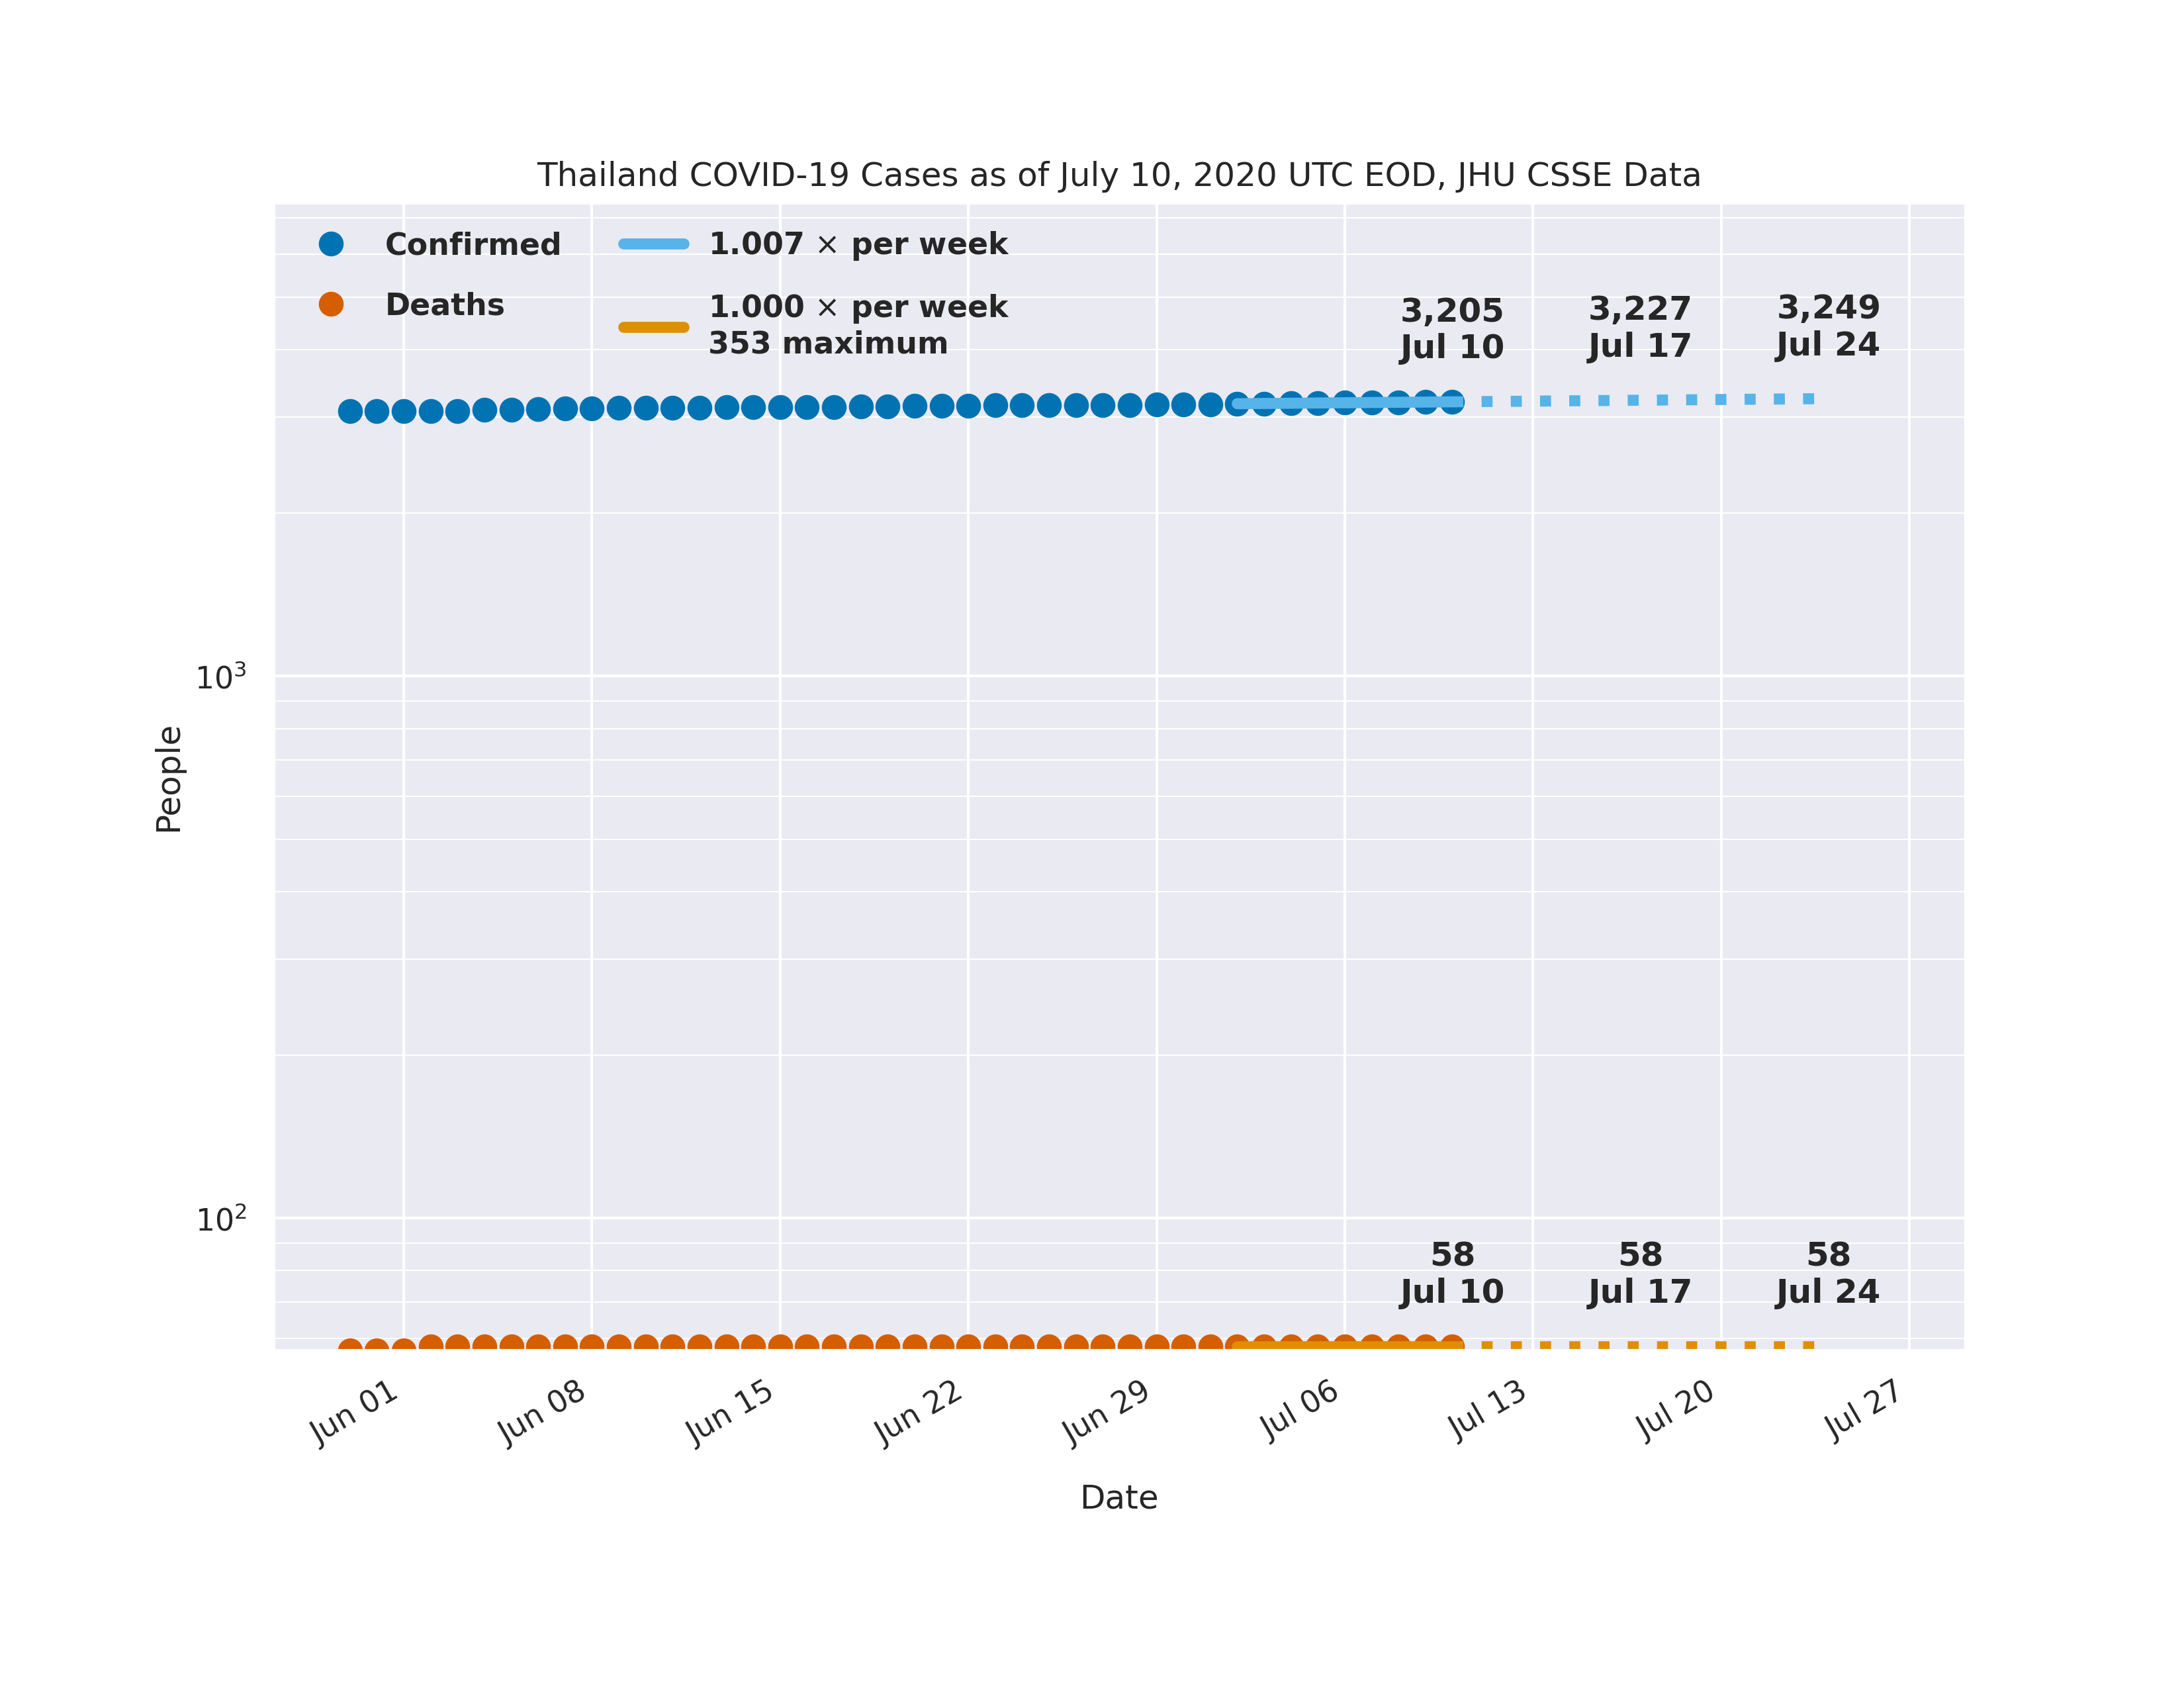 Thailand COVID-19 Cases as of July 10, 2020 UTC EOD, JHU CSSE Data
Confirmed
Deaths
1.007 × per week
1.000 × per week
353 maximum
3,205
Jul 10
3,227
Jul 17
3,249
Jul 24
10³
People
10²
58
Jul 10
58
Jul 17
58
Jul 24
Jun 01
Jun 08
Jun 15
Jun 22
Jun 29
Jul 06
Jul 13
Jul 20
Jul 27
Date